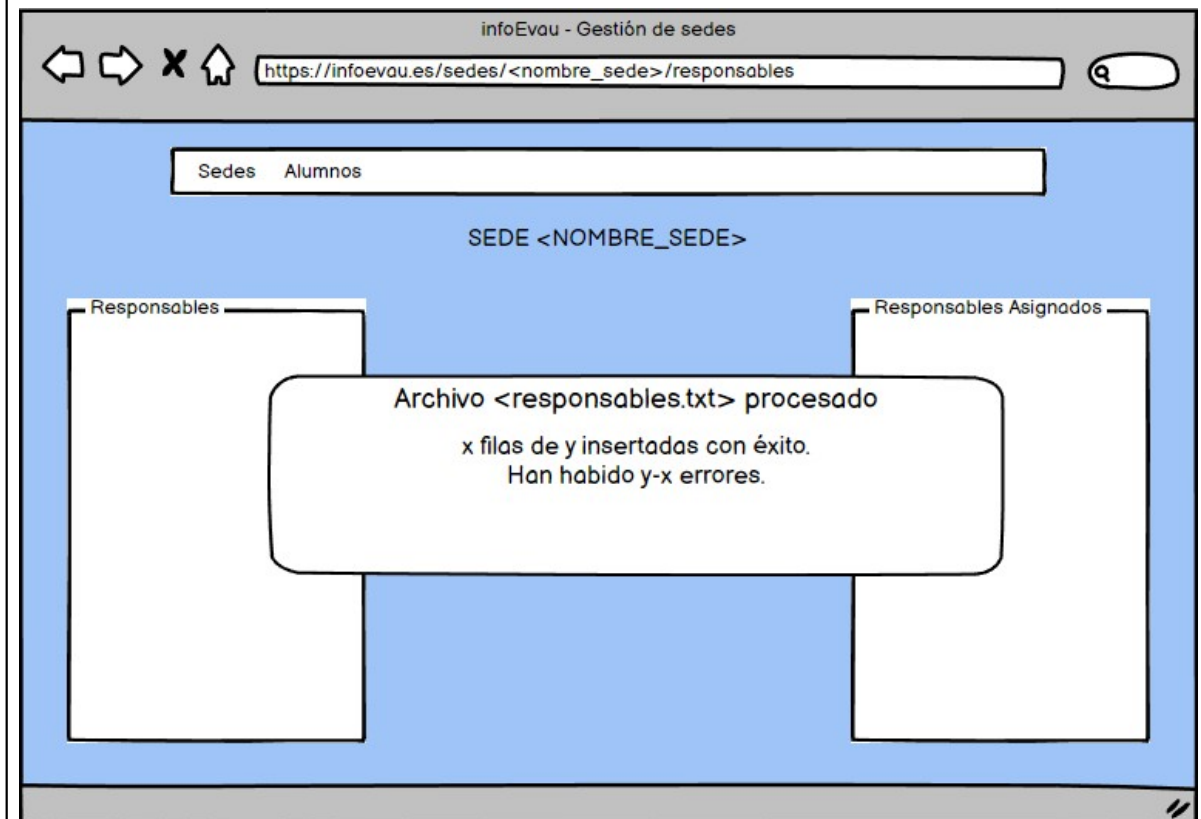 infoEvau - Gestión de sedes
https://infoevau.es/sedes/<nombre_sede>/responsables
Sedes Alumnos
SEDE <NOMBRE_SEDE>
Responsables
Responsables Asignados
Archivo <responsables.txt> procesado
x filas de y insertadas con éxito.
Han habido y-x errores.